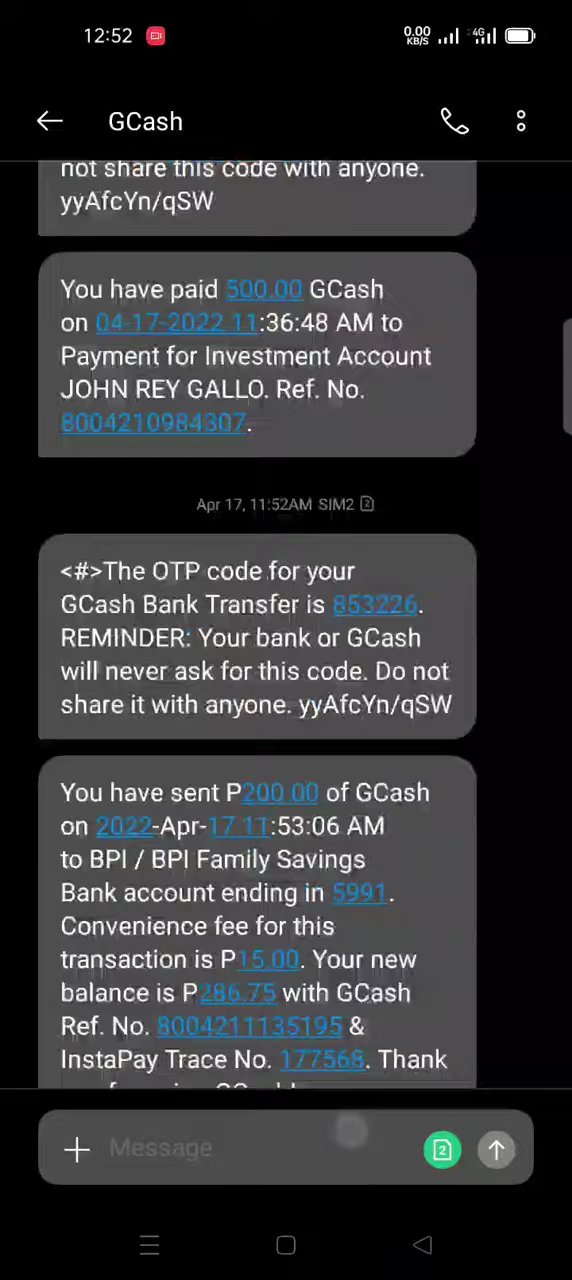 12:52
0.00
KB/S
4G
GCash
not share this code with anyone.
yyAfcYn/qSW
You have paid 500.00 GCash
on 04-17-2022 11:36:48 AM to
Payment for Investment Account
JOHN REY GALLO. Ref. No.
8004210984307.
Apr 17, 11:52AM SIM2 2
<#>The OTP code for your
GCash Bank Transfer is 853226.
REMINDER: Your bank or GCash
will never ask for this code. Do not
share it with anyone. yyAfcYn/qSW
You have sent P200.00 of GCash
on 2022-Apr-17 11:53:06 AM
to BPI / BPI Family Savings
Bank account ending in 5991.
Convenience fee for this
transaction is P15.00. Your new
balance is P286.75 with GCash
Ref. No. 8004211135195 &
InstaPay Trace No. 177568. Thank
Message
2